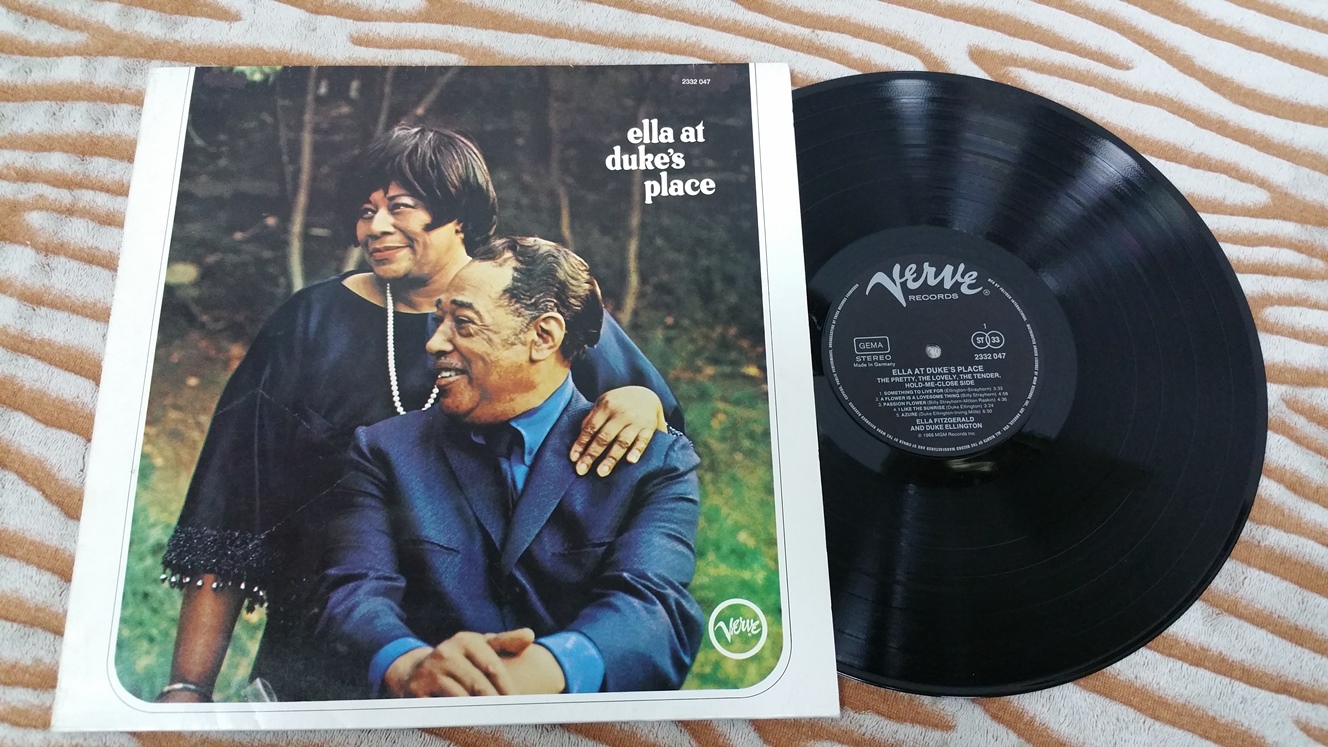 2332 047
ella at
duke's
place
Verve
Verve
RECORDS
®
GEMA
STEREO
Made in Germany
1
ST 33
2332 047
ELLA AT DUKE'S PLACE
THE PRETTY, THE LOVELY, THE TENDER,
HOLD-ME-CLOSE SIDE
1. SOMETHING TO LIVE FOR (Ellington-Strayhorn) 3:33
2. A FLOWER IS A LOVESOME THING (Billy Strayhorn) 4:58
3. PASSION FLOWER (Billy Strayhorn-Milton Raskin) 4:36
4. I LIKE THE SUNRISE (Duke Ellington) 3:24
5. AZURE (Duke Ellington-Irving Mills) 6:50
ELLA FITZGERALD
AND DUKE ELLINGTON
℗ 1966 MGM Records Inc.